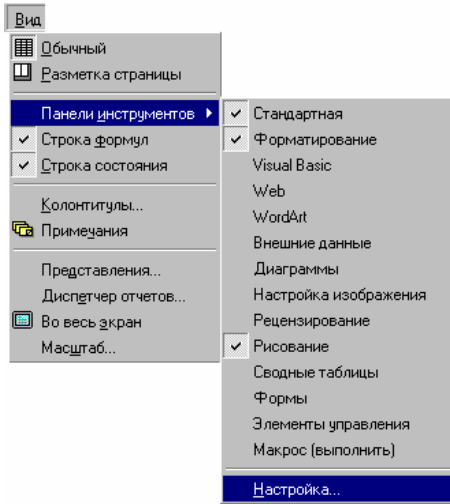 Вид
Обычный
Разметка страницы
Панели инструментов
Строка формул
Строка состояния
Колонтитулы...
Примечания
Представления...
Диспетчер отчетов...
Во весь экран
Масштаб...
Стандартная
Форматирование
Visual Basic
Web
WordArt
Внешние данные
Диаграммы
Настройка изображения
Рецензирование
Рисование
Сводные таблицы
Формы
Элементы управления
Макрос (выполнить)
Настройка...